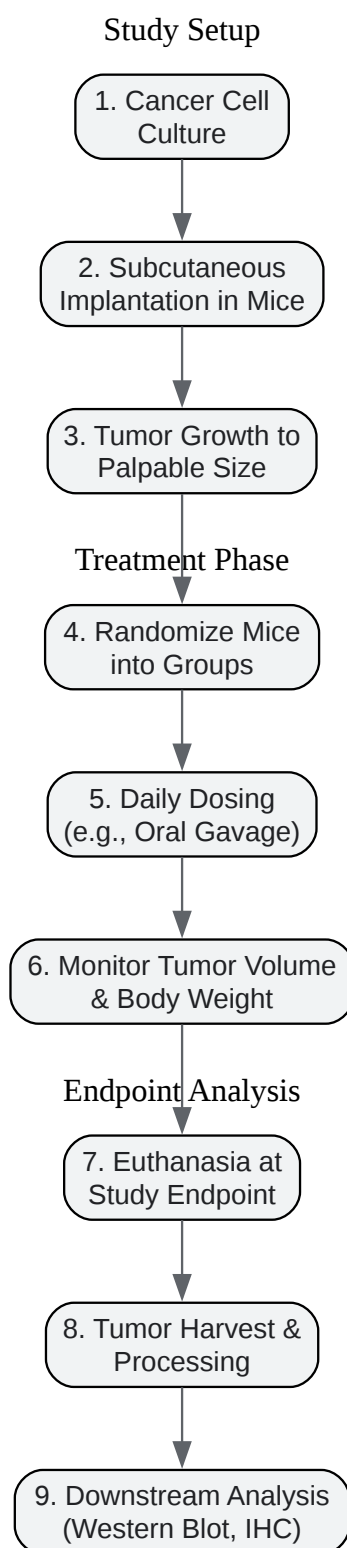 Study Setup
1. Cancer Cell
Culture
2. Subcutaneous
Implantation in Mice
3. Tumor Growth to
Palpable Size
Treatment Phase
4. Randomize Mice
into Groups
5. Daily Dosing
(e.g., Oral Gavage)
6. Monitor Tumor Volume
& Body Weight
Endpoint Analysis
7. Euthanasia at
Study Endpoint
8. Tumor Harvest &
Processing
9. Downstream Analysis
(Western Blot, IHC)